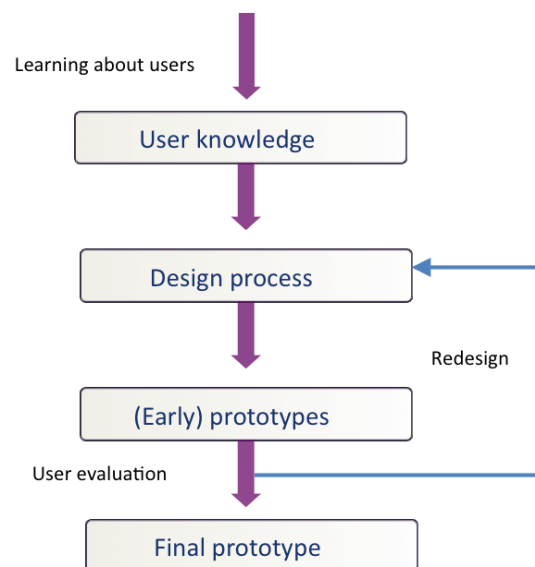 Learning about users
User knowledge
Design process
Redesign
(Early) prototypes
User evaluation
Final prototype